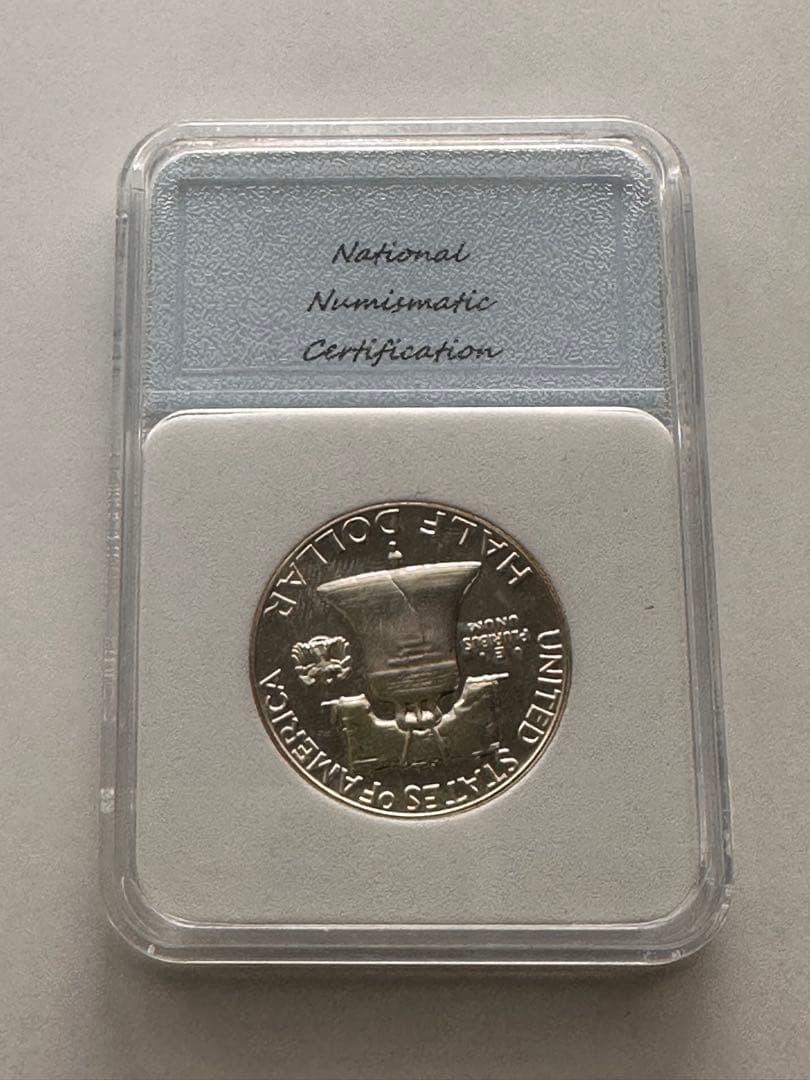 National
Numismatic
Certification
UNITED STATES OF AMERICA
E
PLURIBUS
UNUM
HALF DOLLAR